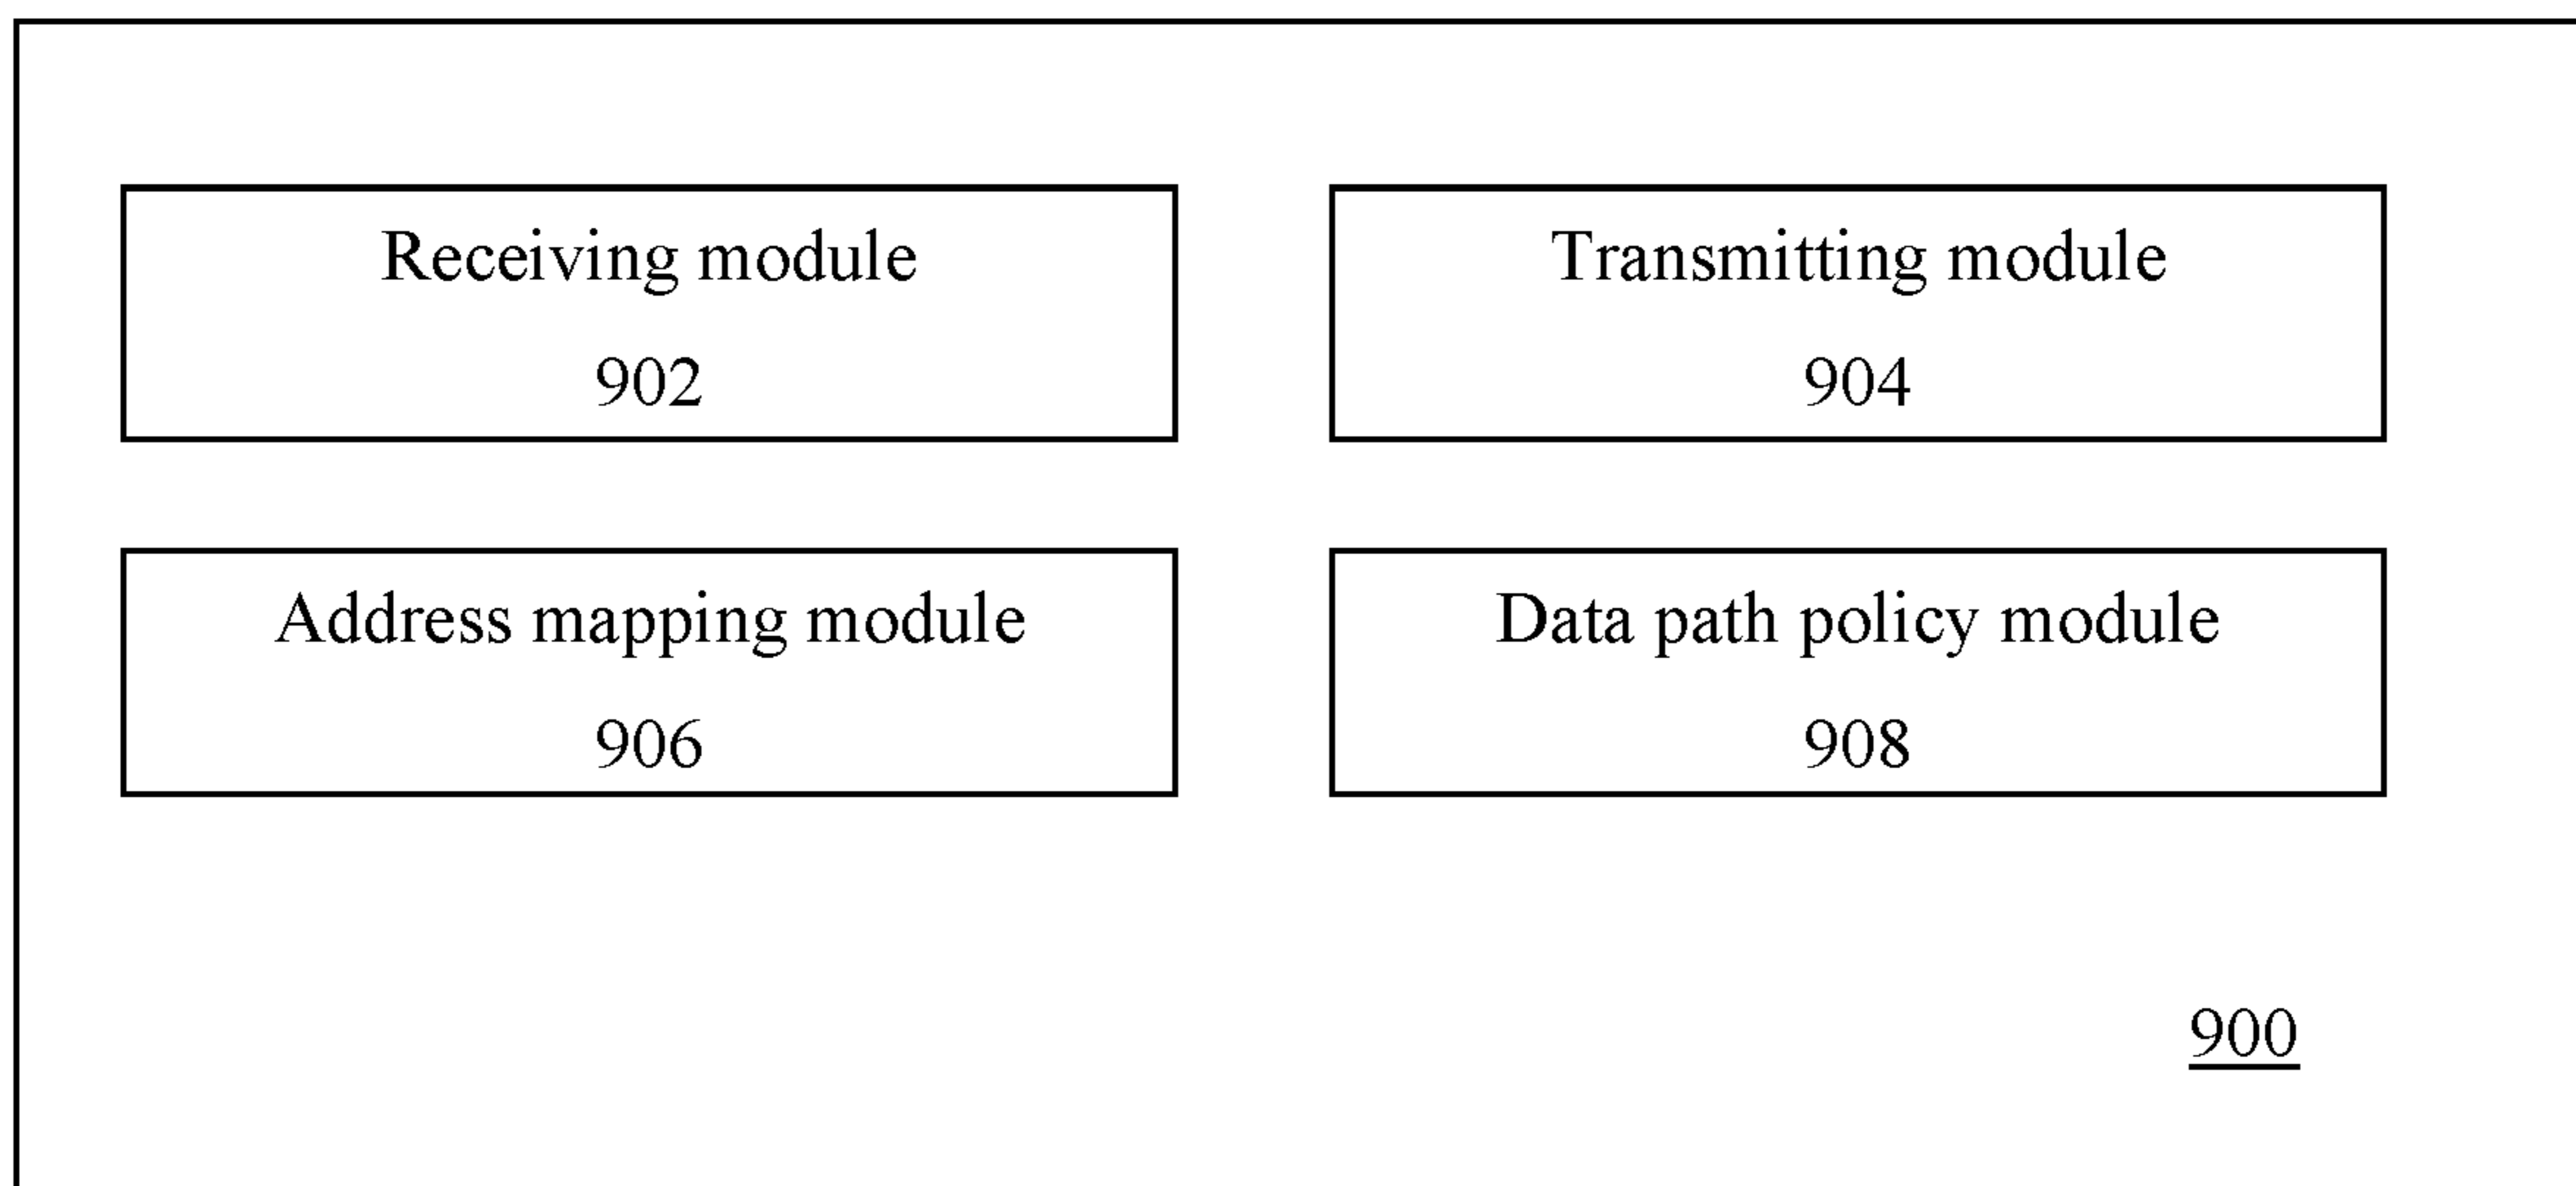 Receiving module
902
Transmitting module
904
Address mapping module
906
Data path policy module
908
900